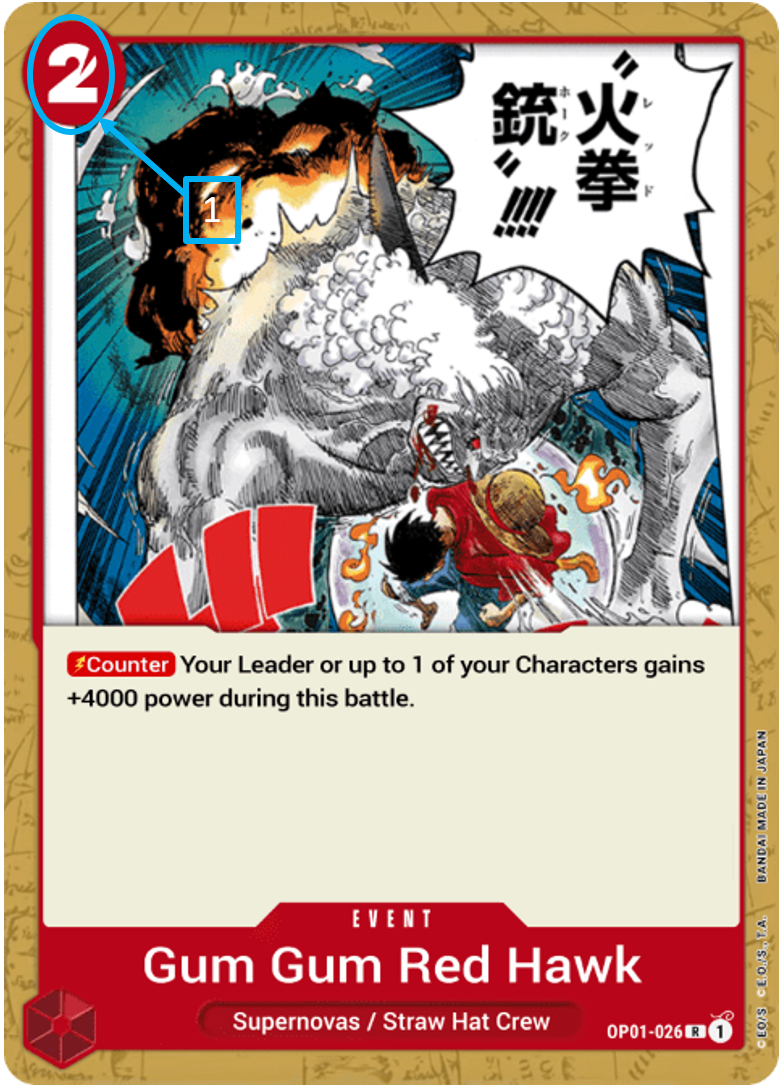 2
1
〝火拳
レッド
銃〟!!!!
ホーク
Counter Your Leader or up to 1 of your Characters gains
+4000 power during this battle.
EVENT
Gum Gum Red Hawk
Supernovas / Straw Hat Crew
OP01-026 R 1
©E.O/S ©E.O./S.,T.A. BANDAI MADE IN JAPAN